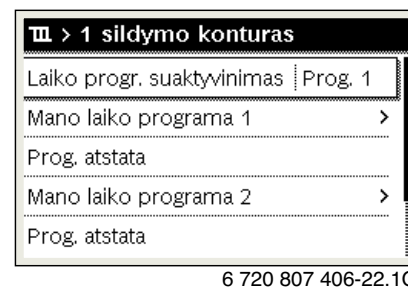 > 1 sildymo konturas
Laiko progr. suaktyvinimas Prog. 1
Mano laiko programa 1 >
Prog. atstata
Mano laiko programa 2 >
Prog. atstata
6 720 807 406-22.1O